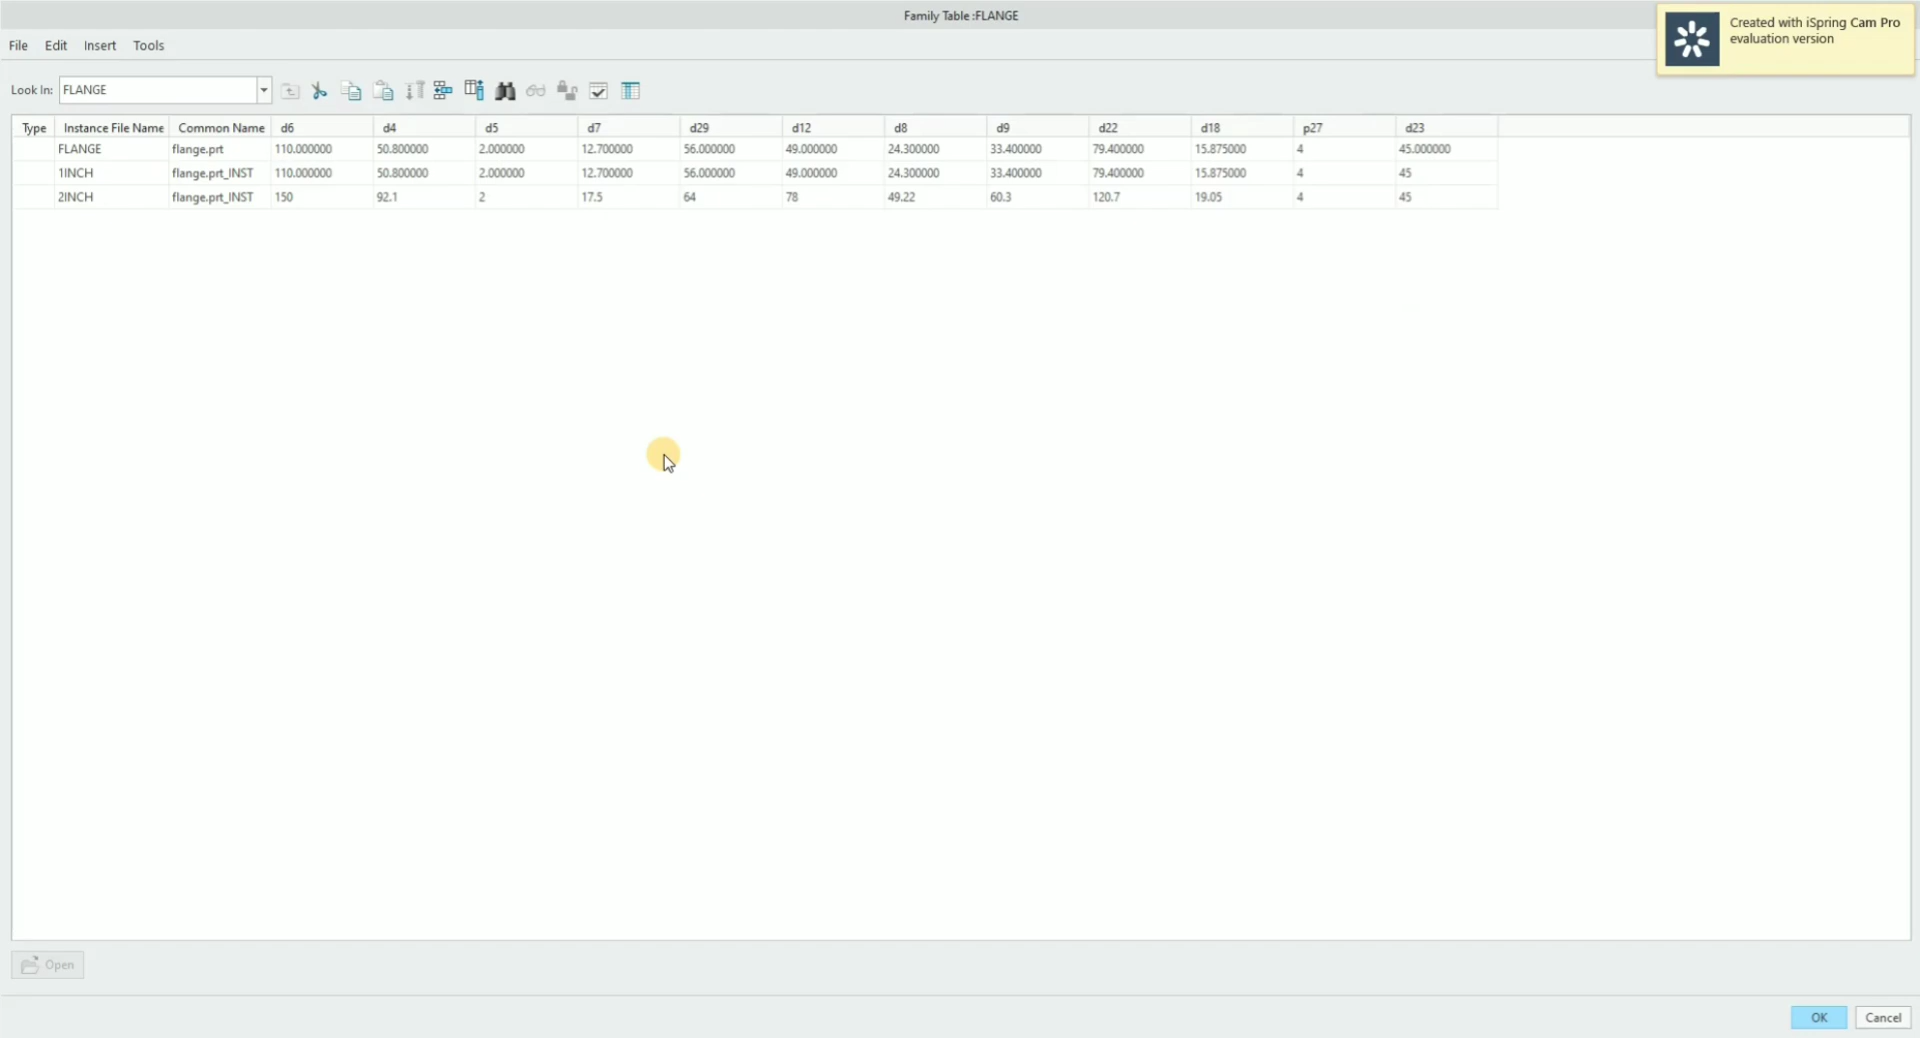 Family Table :FLANGE
Created with iSpring Cam Pro
evaluation version
File Edit Insert Tools
Look In: FLANGE
Type Instance File Name Common Name d6 d4 d5 d7 d29 d12 d8 d9 d22 d18 p27 d23
FLANGE flange.prt 110.000000 50.800000 2.000000 12.700000 56.000000 49.000000 24.300000 33.400000 79.400000 15.875000 4 45.000000
1INCH flange.prt_INST 110.000000 50.800000 2.000000 12.700000 56.000000 49.000000 24.300000 33.400000 79.400000 15.875000 4 45
2INCH flange.prt_INST 150 92.1 2 17.5 64 78 49.22 60.3 120.7 19.05 4 45
Open
OK Cancel